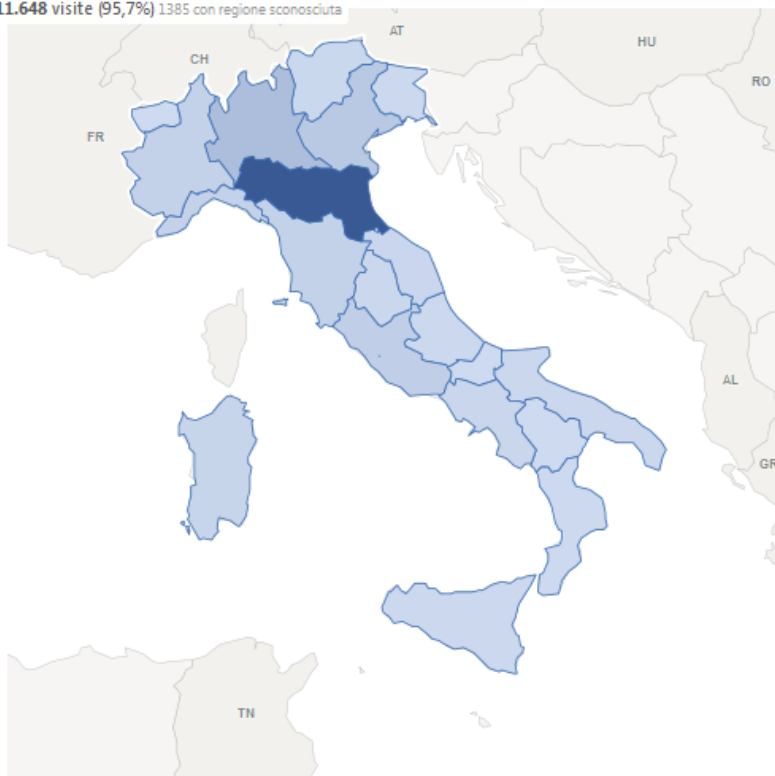 11.648 visite (95,7%) 1385 con regione sconosciuta
AT
HU
CH
RO
FR
AL
GR
TN